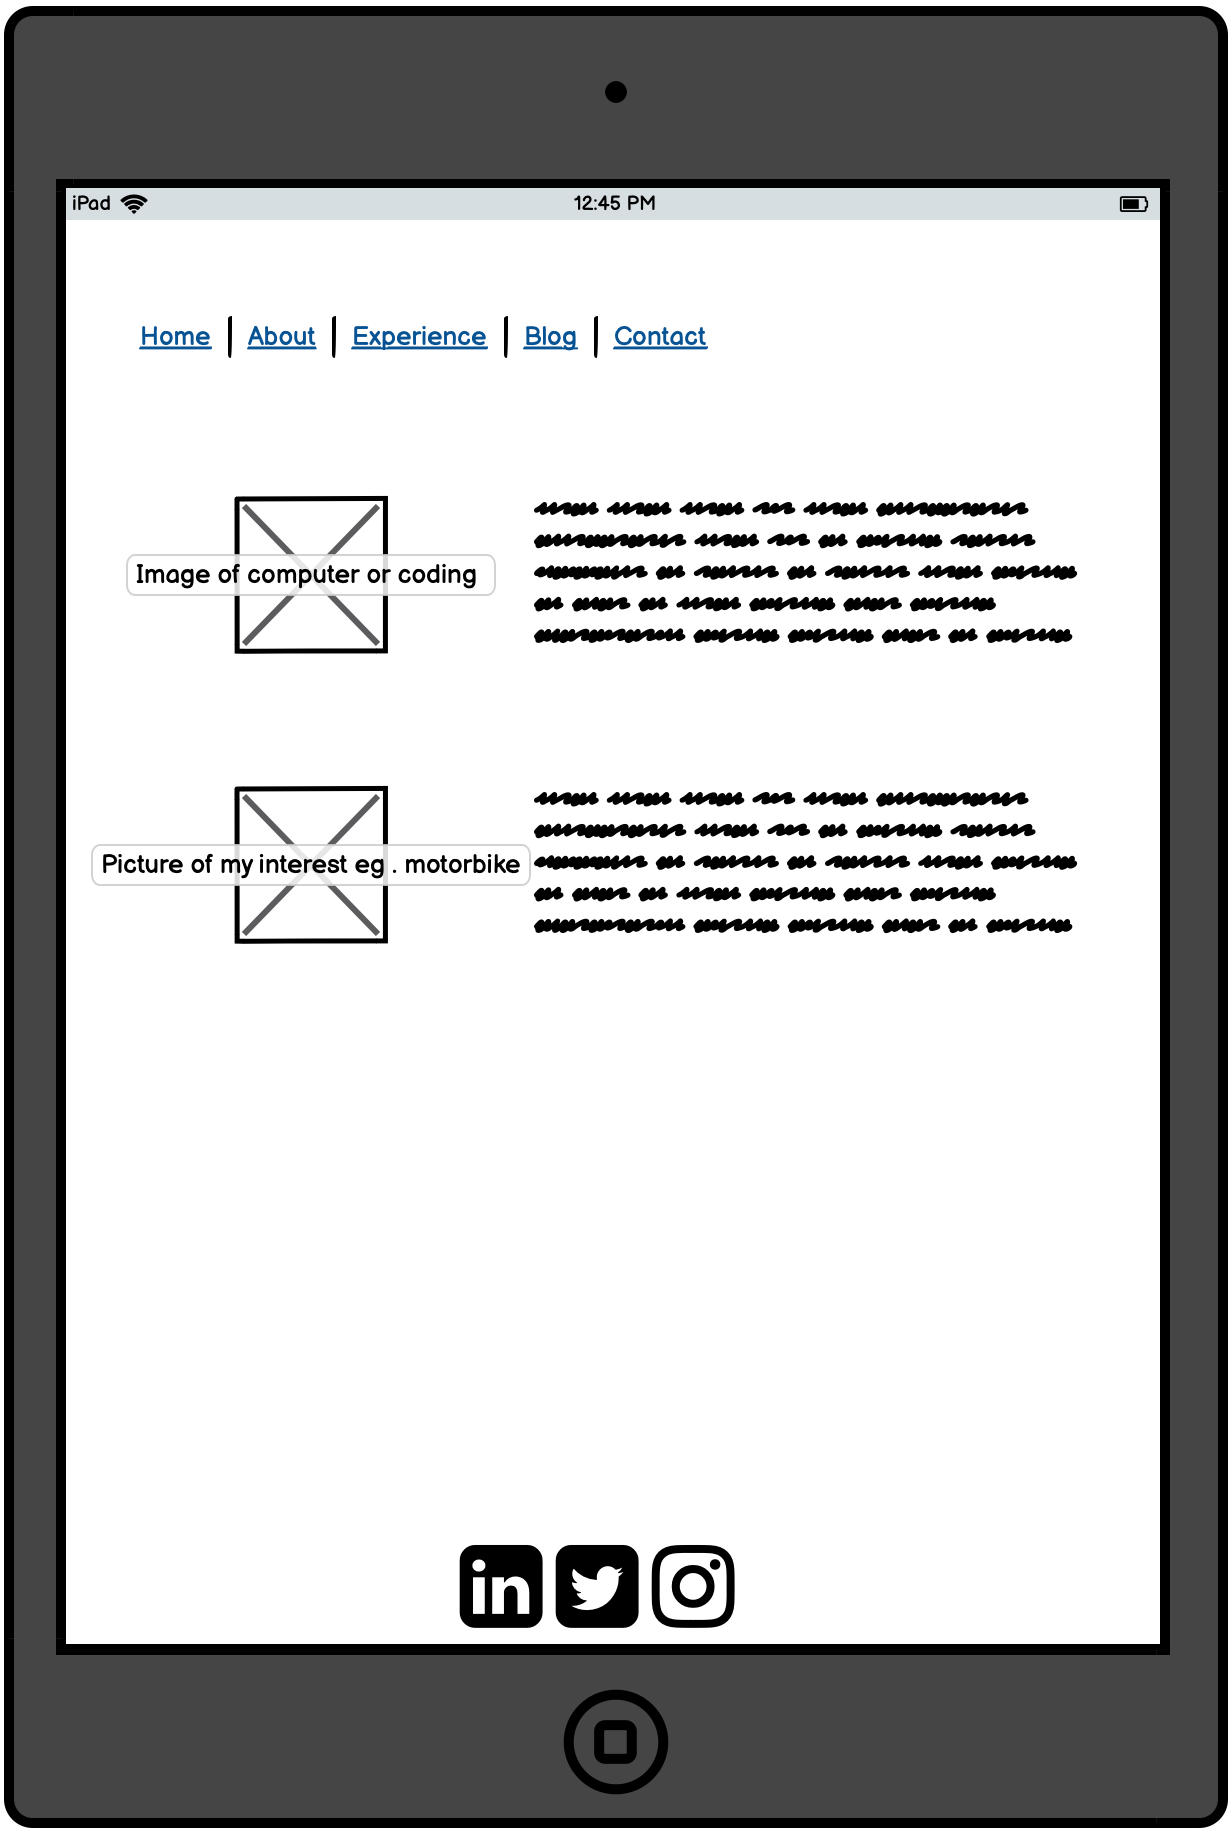 iPad 12:45 PM
Home About Experience Blog Contact
Image of computer or coding
Picture of my interest eg . motorbike
in